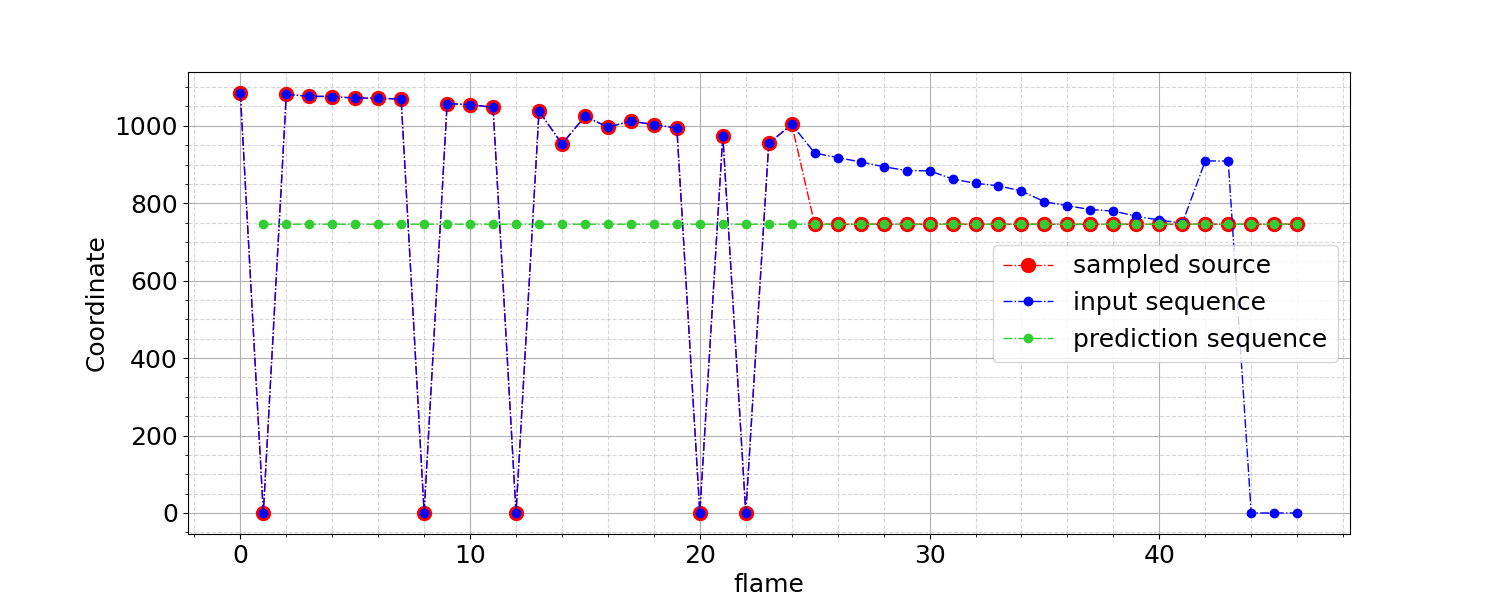 1000
800
600
400
200
0
Coordinate
0 10 20 30 40
flame
sampled source
input sequence
prediction sequence